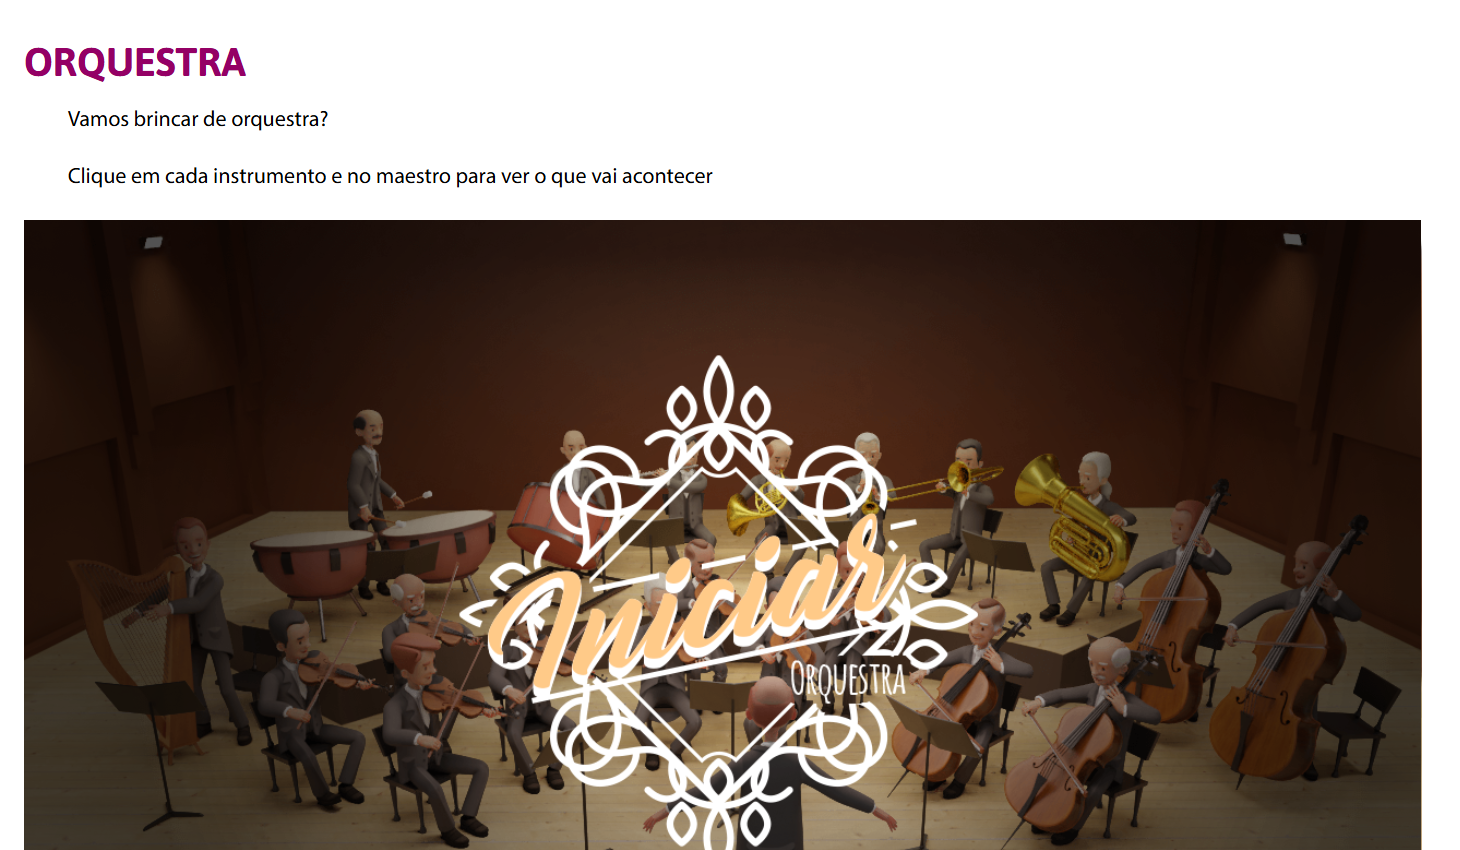 ORQUESTRA
Vamos brincar de orquestra?
Clique em cada instrumento e no maestro para ver o que vai acontecer
Iniciar
ORQUESTRA